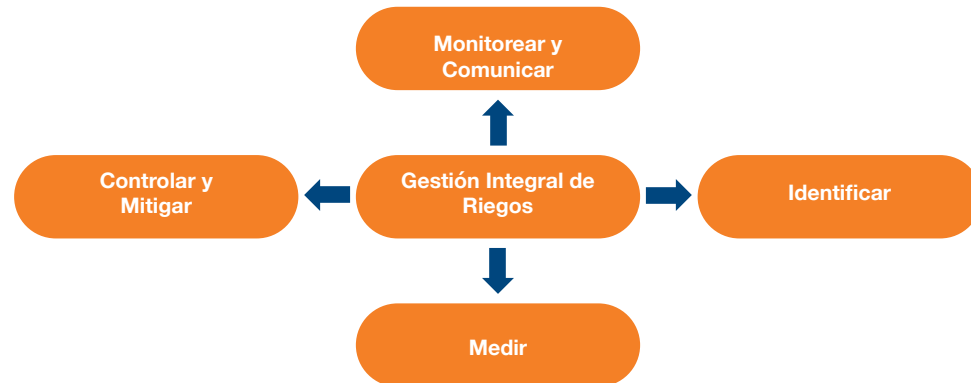 Monitorear y
Comunicar
Controlar y
Mitigar
Gestión Integral de
Riegos
Identificar
Medir